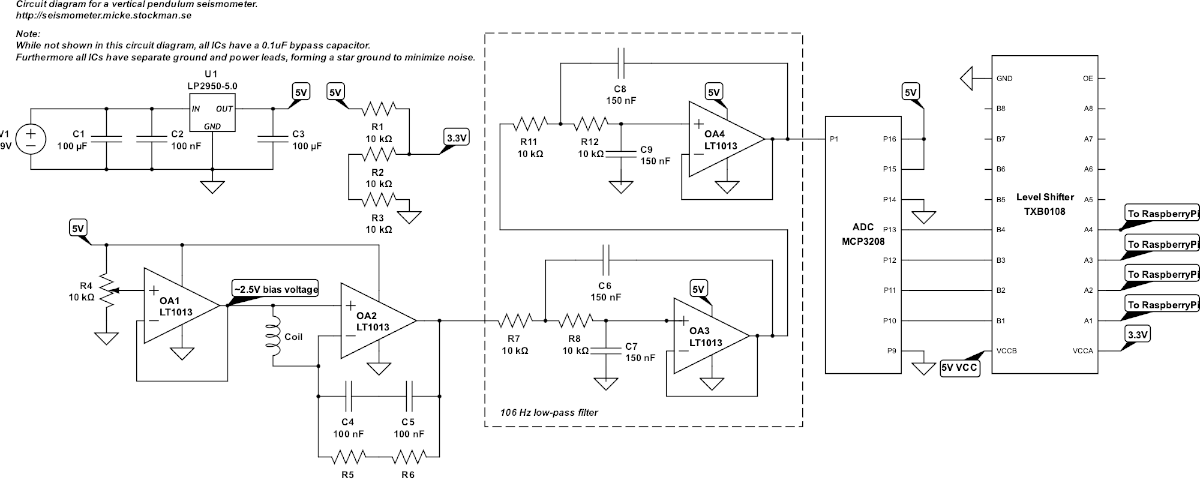 Circuit diagram for a vertical pendulum seismometer.
http://seismometer.micke.stockman.se
Note:
While not shown in this circuit diagram, all ICs have a 0.1uF bypass capacitor.
Furthermore all ICs have separate ground and power leads, forming a star ground to minimize noise.
U1
LP2950-5.0
IN OUT
GND
5V
V1
9V
C1
100 µF
C2
100 nF
C3
100 µF
5V
R1
10 kΩ
3.3V
R2
10 kΩ
R3
10 kΩ
5V
R4
10 kΩ
OA1
LT1013
~2.5V bias voltage
Coil
OA2
LT1013
C4
100 nF
C5
100 nF
R5
R6
C8
150 nF
R11
10 kΩ
R12
10 kΩ
C9
150 nF
5V
OA4
LT1013
C6
150 nF
R7
10 kΩ
R8
10 kΩ
C7
150 nF
5V
OA3
LT1013
106 Hz low-pass filter
5V
P1
P16
P15
P14
P13
P12
P11
P10
P9
ADC
MCP3208
5V VCC
GND
B8
B7
B6
B5
B4
B3
B2
B1
VCCB
Level Shifter
TXB0108
OE
A8
A7
A6
A5
A4
A3
A2
A1
VCCA
To RaspberryPi
To RaspberryPi
To RaspberryPi
To RaspberryPi
3.3V